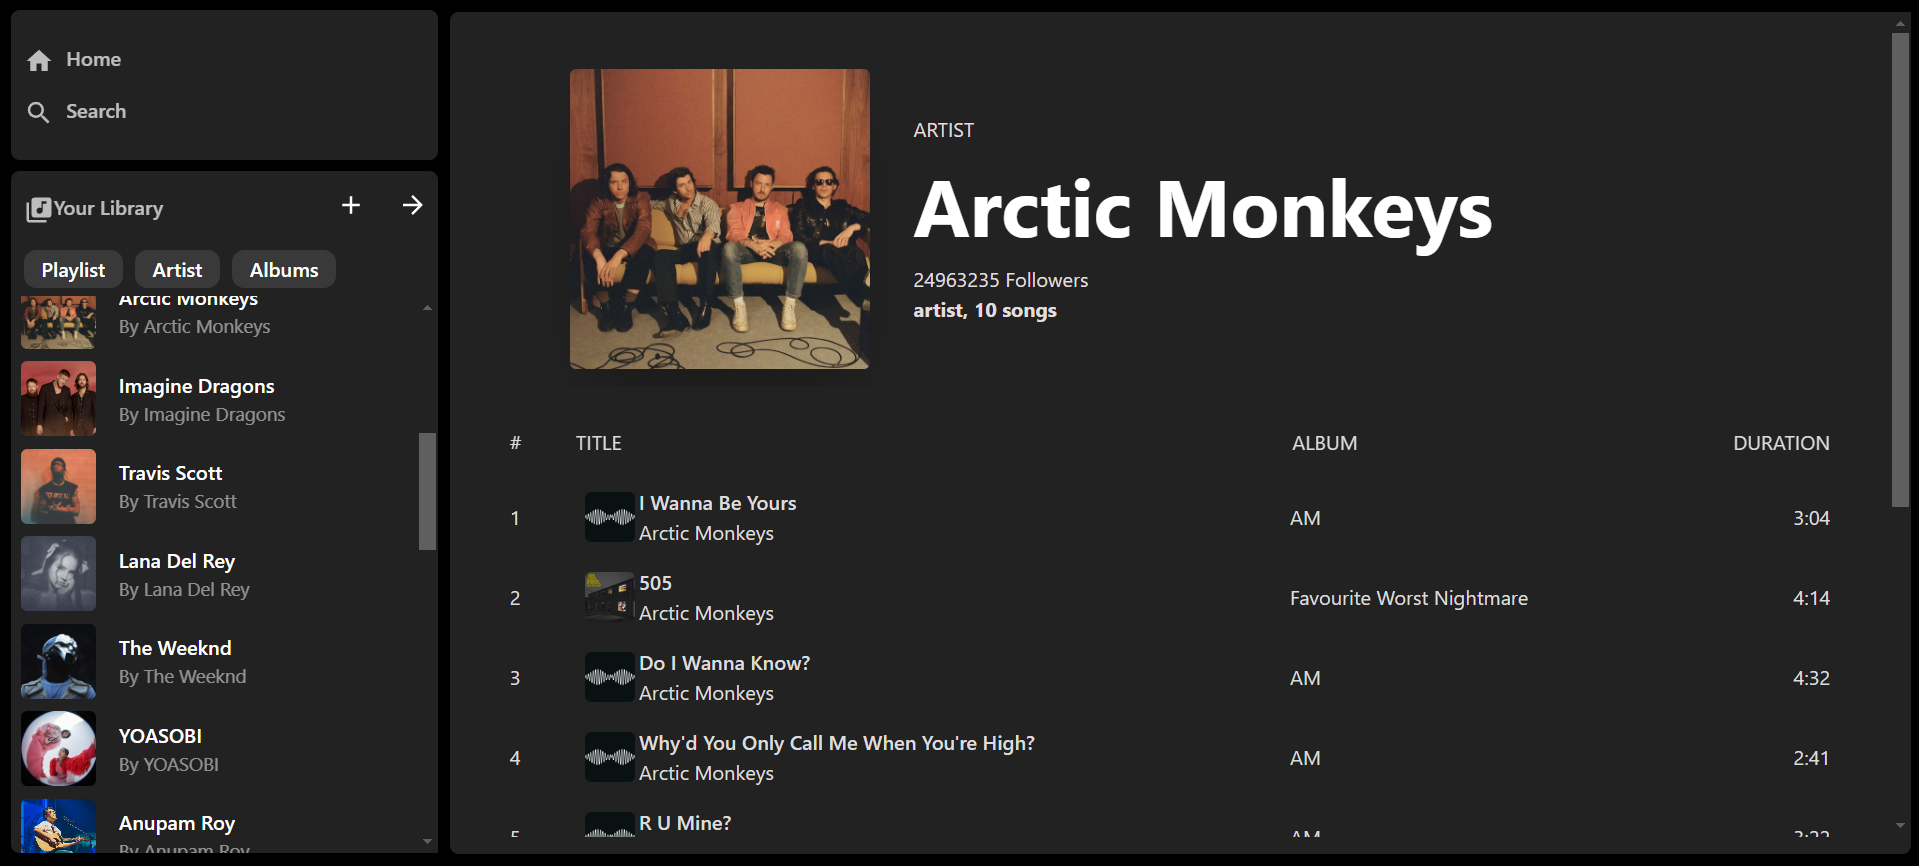 Home
Search
Your Library
Playlist Artist Albums
Arctic Monkeys
By Arctic Monkeys
Imagine Dragons
By Imagine Dragons
Travis Scott
By Travis Scott
Lana Del Rey
By Lana Del Rey
The Weeknd
By The Weeknd
YOASOBI
By YOASOBI
Anupam Roy
By Anupam Roy
ARTIST
Arctic Monkeys
24963235 Followers
artist, 10 songs
# TITLE ALBUM DURATION
1 I Wanna Be Yours AM 3:04
Arctic Monkeys
2 505 Favourite Worst Nightmare 4:14
Arctic Monkeys
3 Do I Wanna Know? AM 4:32
Arctic Monkeys
4 Why'd You Only Call Me When You're High? AM 2:41
Arctic Monkeys
5 R U Mine? AM